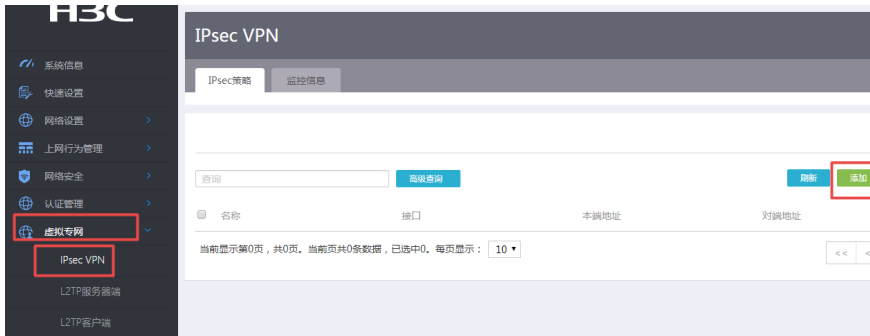 H3C
系统信息
快速设置
网络设置
上网行为管理
网络安全
认证管理
虚拟专网
IPsec VPN
L2TP服务器端
L2TP客户端
IPsec VPN
IPsec策略 监控信息
查询 高级查询 刷新 添加
名称 接口 本端地址 对端地址
当前显示第0页，共0页。当前页共0条数据，已选中0。每页显示： 10
<< <